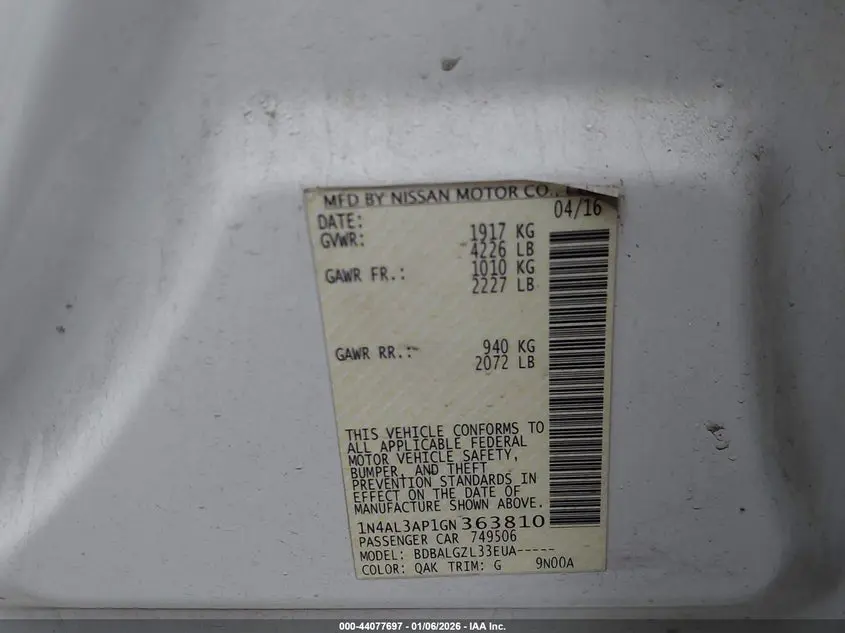 MFD BY NISSAN MOTOR CO.,
DATE: 04/16
GVWR: 1917 KG
4226 LB
GAWR FR.: 1010 KG
2227 LB
GAWR RR.: 940 KG
2072 LB
THIS VEHICLE CONFORMS TO
ALL APPLICABLE FEDERAL
MOTOR VEHICLE SAFETY,
BUMPER, AND THEFT
PREVENTION STANDARDS IN
EFFECT ON THE DATE OF
MANUFACTURE SHOWN ABOVE.
1N4AL3AP1GN363810
PASSENGER CAR 749506
MODEL: BDBALGZL33EUA-----
COLOR: QAK TRIM: G 9N00A
000-44077697 - 01/06/2026 - IAA Inc.